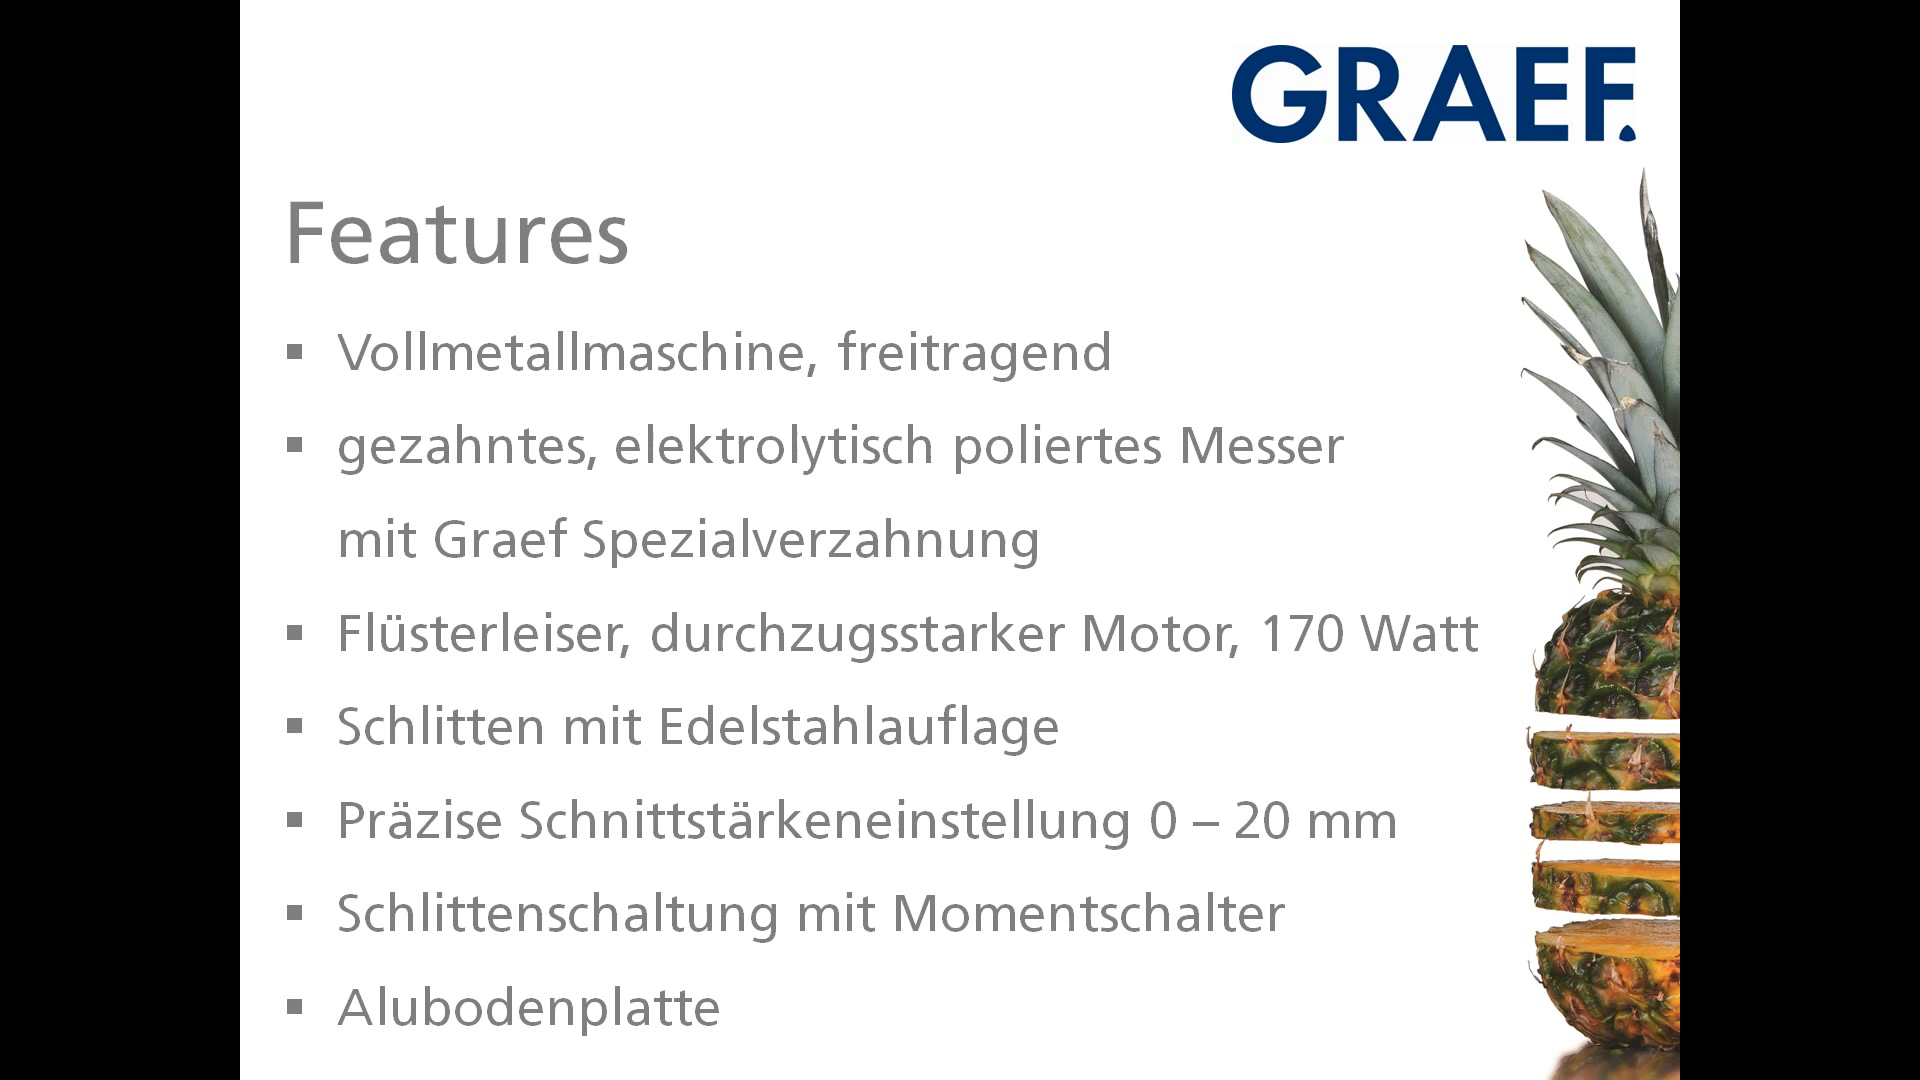 GRAEF.
Features
▪ Vollmetallmaschine, freitragend
▪ gezahntes, elektrolytisch poliertes Messer
mit Graef Spezialverzahnung
▪ Flüsterleiser, durchzugsstarker Motor, 170 Watt
▪ Schlitten mit Edelstahlauflage
▪ Präzise Schnittstärkeneinstellung 0 – 20 mm
▪ Schlittenschaltung mit Momentschalter
▪ Alubodenplatte